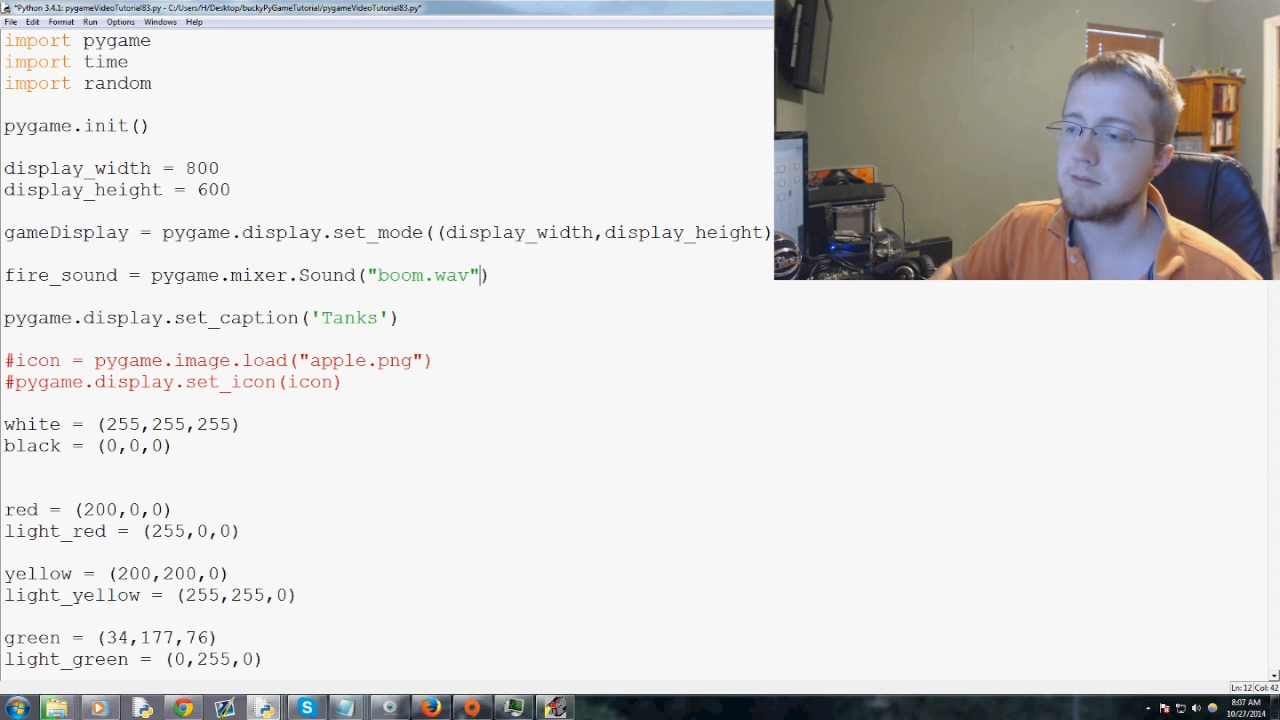 *Python 3.4.1: pygameVideoTutorial83.py - C:/Users/H/Desktop/buckyPyGameTutorial/pygameVideoTutorial83.py*
File Edit Format Run Options Windows Help
import pygame
import time
import random
pygame.init()
display_width = 800
display_height = 600
gameDisplay = pygame.display.set_mode((display_width,display_height)
fire_sound = pygame.mixer.Sound("boom.wav")
pygame.display.set_caption('Tanks')
#icon = pygame.image.load("apple.png")
#pygame.display.set_icon(icon)
white = (255,255,255)
black = (0,0,0)
red = (200,0,0)
light_red = (255,0,0)
yellow = (200,200,0)
light_yellow = (255,255,0)
green = (34,177,76)
light_green = (0,255,0)
Ln: 12 Col: 42
8:07 AM
10/27/2014